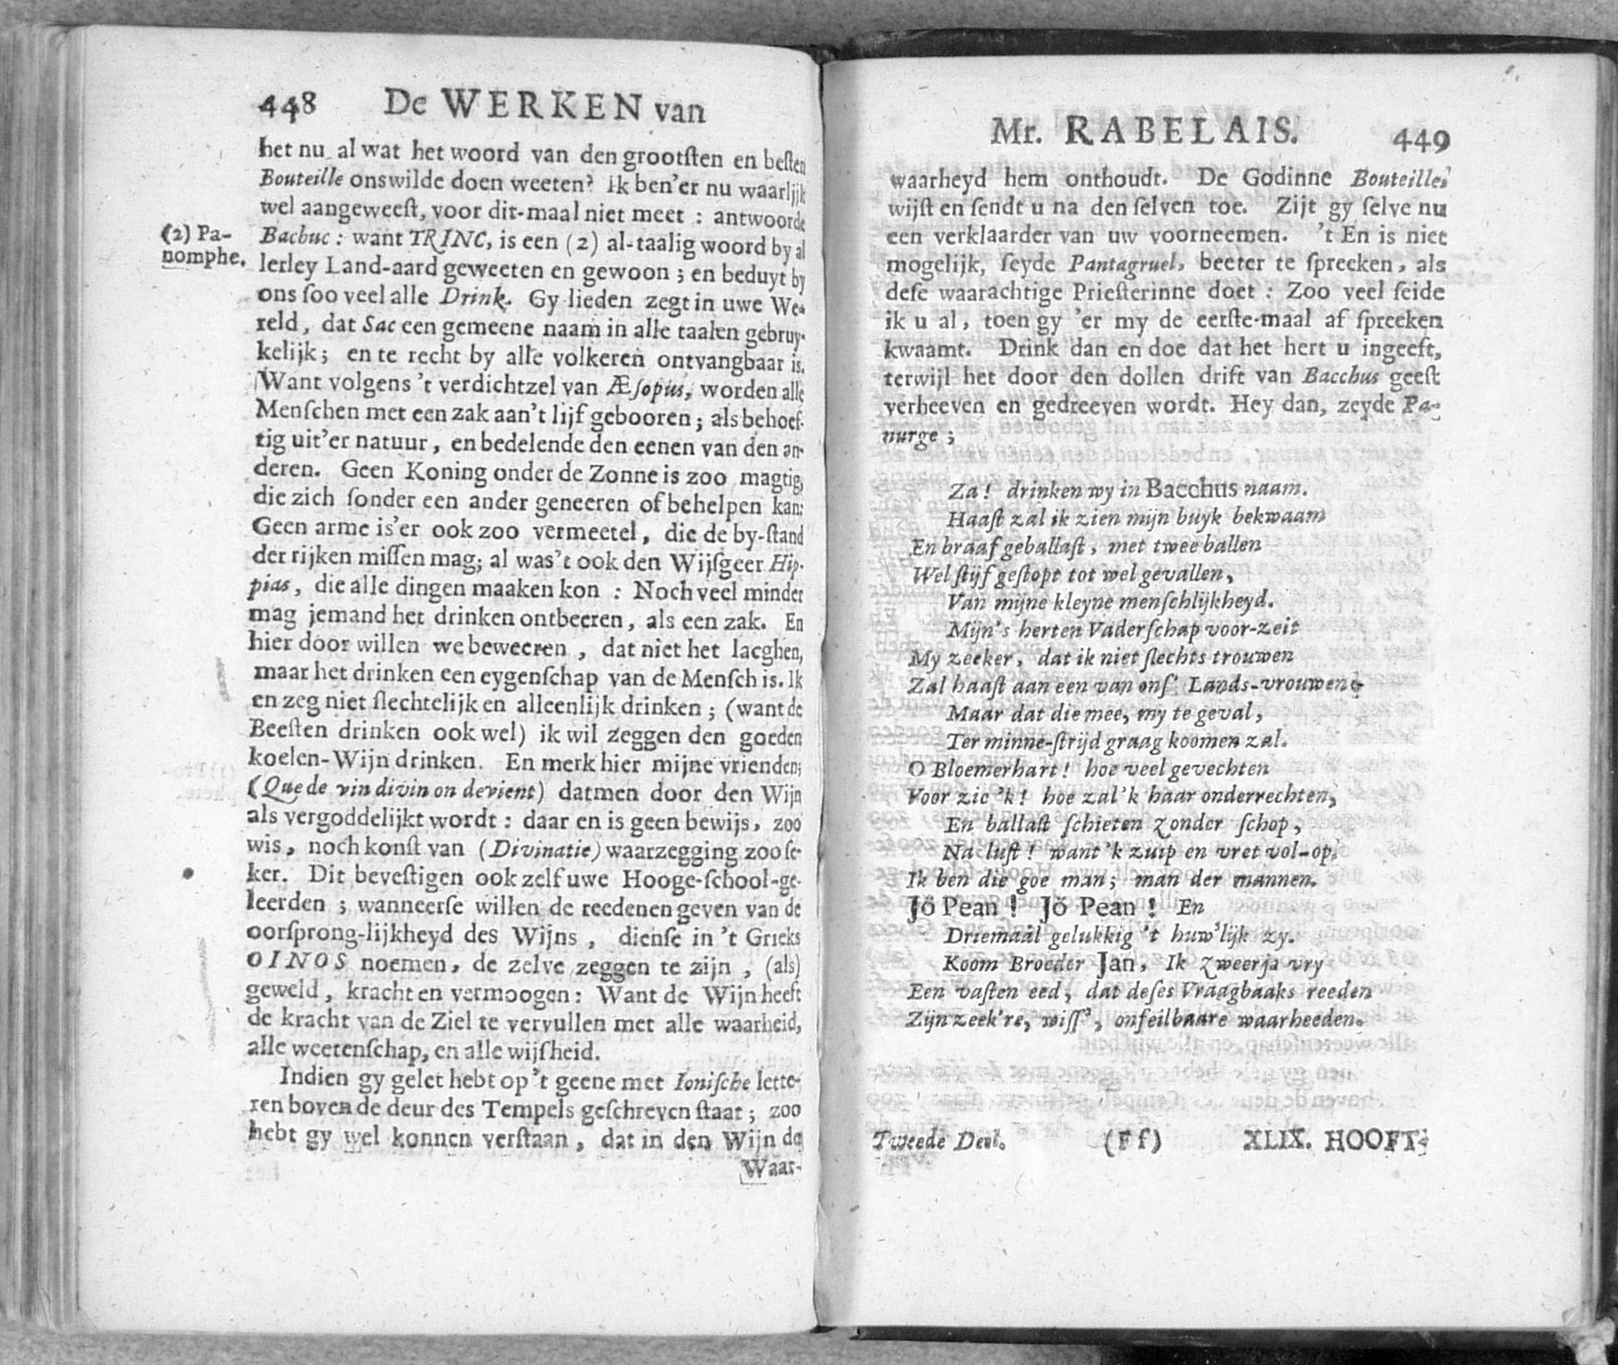 448 De WERKEN van
het nu al wat het woord van den grootſten en beſten
Bouteille ons wilde doen weeten? Ik ben'er nu waarlijk
wel aangeweeſt, voor dit-maal niet meer : antwoorde
(2) Pa-
nomphe.
Bacbuc : want TRINC, is een (2) al-taalig woord by al
lerley Land-aard geweeten en gewoon ; en beduyt by
ons ſoo veel alle Drink. Gy lieden zegt in uwe We-
reld, dat Sac een gemeene naam in alle taalen gebruy-
kelijk ; en te recht by alle volkeren ontvangbaar is.
Want volgens 't verdichtzel van Æſopius, worden alle
Menſchen met een zak aan't lijf gebooren ; als behoef-
tig uit'er natuur, en bedelende den eenen van den an-
deren. Geen Koning onder de Zonne is zoo magtig,
die zich ſonder een ander geneeren of behelpen kan:
Geen arme is'er ook zoo vermeetel, die de by-ſtand
der rijken miſſen mag; al was't ook den Wijſgeer Hip-
pias, die alle dingen maaken kon : Noch veel minder
mag jemand het drinken ontbeeren, als een zak. En
hier door willen we beweeren, dat niet het laeghen,
maar het drinken een eygenſchap van de Menſch is. Ik
en zeg niet ſlechtelijk en alleenlijk drinken ; (want de
Beeſten drinken ook wel) ik wil zeggen den goeden
koelen-Wijn drinken. En merk hier mijne vrienden;
(Que de vin divin on devient) datmen door den Wijn
als vergoddelijkt wordt : daar en is geen bewijs, zoo
wis, noch konſt van (Divinatie) waarzegging zoo ſe-
ker. Dit beveſtigen ook zelf uwe Hooge-ſchool-ge-
leerden ; wanneerſe willen de reedenen geven van de
oorſprong-lijkheyd des Wijns, dienſe in 't Grieks
OINOS noemen, de zelve zeggen te zijn, (als)
geweld, kracht en vermoogen : Want de Wijn heeft
de kracht van de Ziel te vervullen met alle waarheid,
alle weetenſchap, en alle wijſheid.
Indien gy gelet hebt op 't geene met Ioniſche lette-
ren boven de deur des Tempels geſchreven ſtaat ; zoo
hebt gy wel konnen verſtaan, dat in den Wijn de
Waar-
Mr. RABELAIS. 449
waarheyd hem onthoudt. De Godinne Bouteille,
wijſt en ſendt u na den ſelven toe. Zijt gy ſelve nu
een verklaarder van uw voorneemen. 't En is niet
mogelijk, ſeyde Pantagruel, beeter te ſpreeken, als
deſe waarachtige Prieſterinne doet : Zoo veel ſeide
ik u al, toen gy 'er my de eerſte-maal af ſpreeken
kwaamt. Drink dan en doe dat het hert u ingeeft,
terwijl het door den dollen drift van Bacchus geeſt
verheeven en gedreeven wordt. Hey dan, zeyde Pa-
nurge ;
Za ! drinken wy in Bacchus naam.
Haaſt zal ik zien mijn buyk bekwaam
En braaf geballaſt, met twee ballen
Wel ſtijf geſtopt tot wel gevallen,
Van mijne kleyne menſchlijkheyd.
Mijn's herten Vaderſchap voor-zeit
My zeeker, dat ik niet ſlechts trouwen
Zal haaſt aan een van onſ' Lands-vrouwen
Maar dat die mee, my te geval,
Ter minne-ſtrijd graag koomen zal.
O Bloemerhart ! hoe veel gevechten
Voor zie 'k ! hoe zal'k haar onderrechten,
En ballaſt ſchieten zonder ſchop,
Na luſt ! want 'k zuip en vret vol-op.
Ik ben die goe man ; man der mannen.
Jô Pean ! Jô Pean ! En
Driemaal gelukkig 't huw'lijk zy.
Koom Broeder Jan, Ik zweer ja vry
Een vaſten eed, dat deſes Vraagbaaks reeden
Zijn zeek're, wiſſ', onfeilbaare waarheeden.
Tweede Deel. (Ff) XLIX. HOOFT-